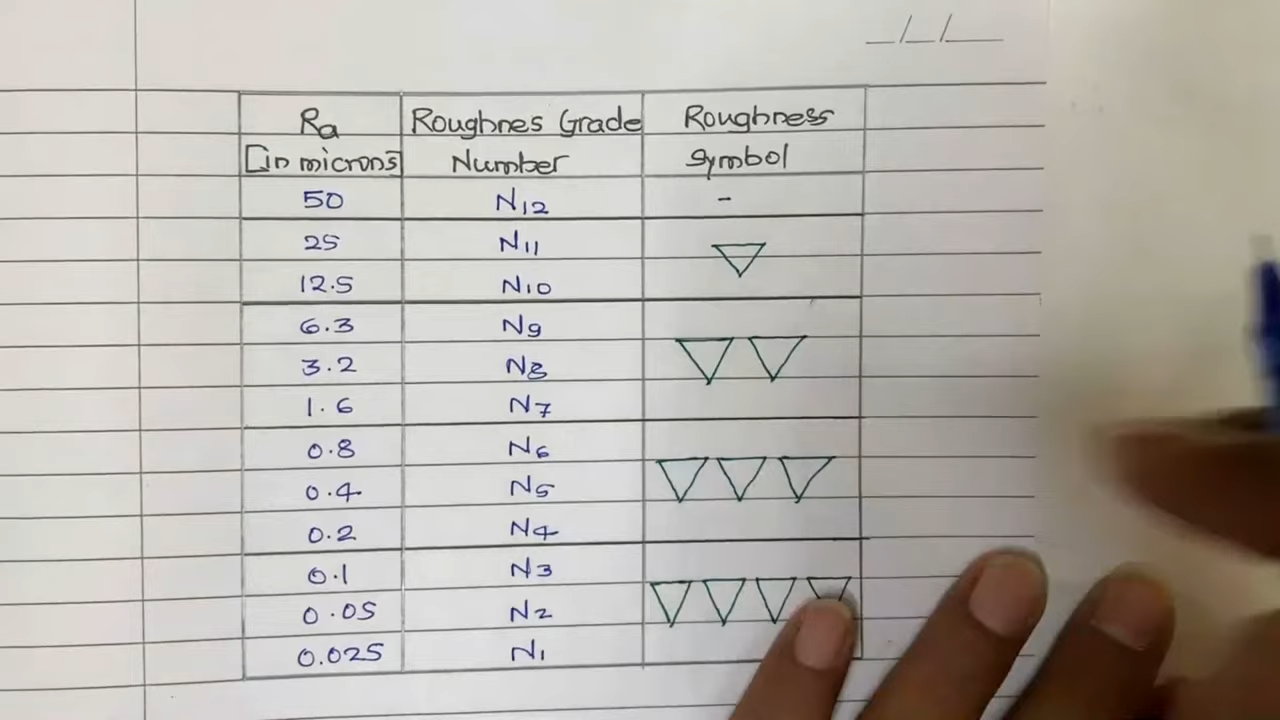 _/_/_
Ra Roughnes Grade Roughness
[in microns] Number symbol
50 N12 -
25 N11
12.5 N10
6.3 N9
3.2 N8
1.6 N7
0.8 N6
0.4 N5
0.2 N4
0.1 N3
0.05 N2
0.025 N1